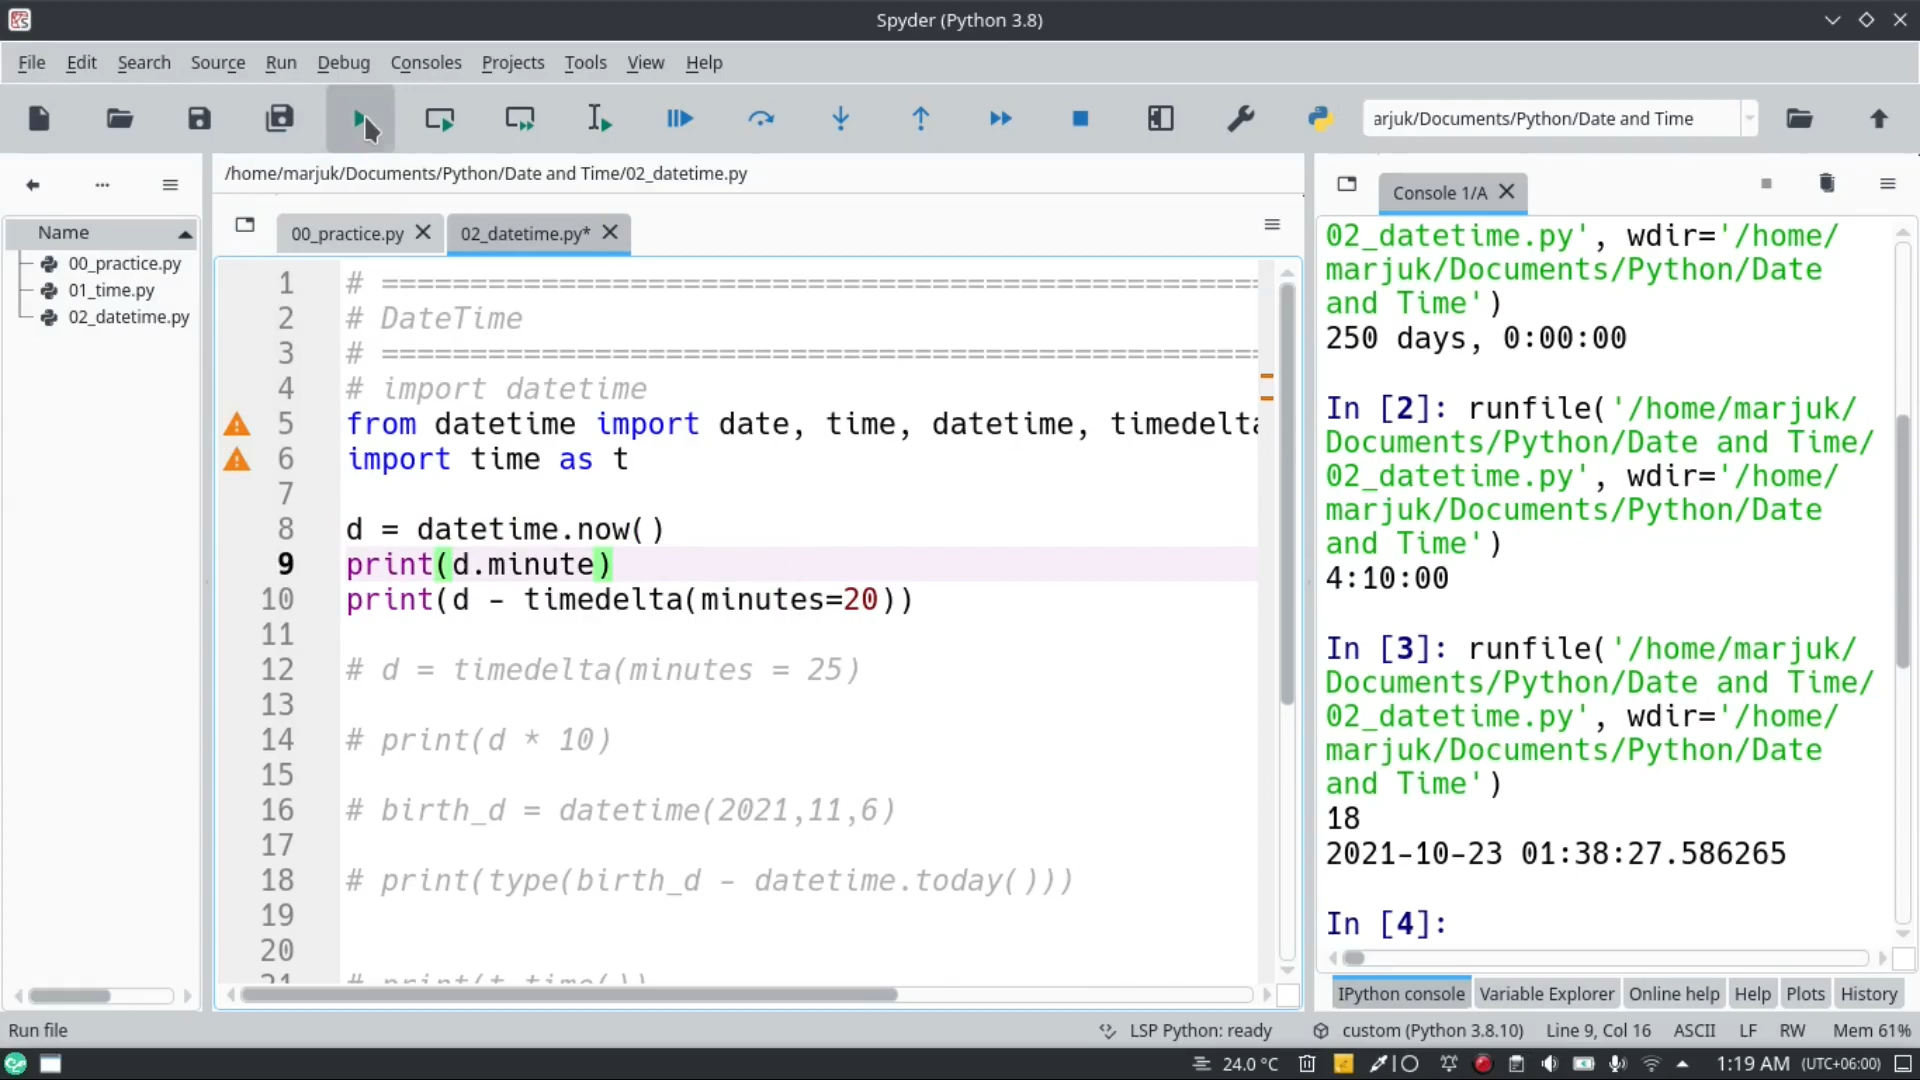 Spyder (Python 3.8)
File Edit Search Source Run Debug Consoles Projects Tools View Help
arjuk/Documents/Python/Date and Time
/home/marjuk/Documents/Python/Date and Time/02_datetime.py
Name
00_practice.py
01_time.py
02_datetime.py
00_practice.py
02_datetime.py*
1 # ==================================================
2 # DateTime
3 # ==================================================
4 # import datetime
5 from datetime import date, time, datetime, timedelta
6 import time as t
7
8 d = datetime.now()
9 print(d.minute)
10 print(d - timedelta(minutes=20))
11
12 # d = timedelta(minutes = 25)
13
14 # print(d * 10)
15
16 # birth_d = datetime(2021,11,6)
17
18 # print(type(birth_d - datetime.today()))
19
20
21 # print(t.time())
Console 1/A
02_datetime.py', wdir='/home/
marjuk/Documents/Python/Date
and Time')
250 days, 0:00:00
In [2]: runfile('/home/marjuk/
Documents/Python/Date and Time/
02_datetime.py', wdir='/home/
marjuk/Documents/Python/Date
and Time')
4:10:00
In [3]: runfile('/home/marjuk/
Documents/Python/Date and Time/
02_datetime.py', wdir='/home/
marjuk/Documents/Python/Date
and Time')
18
2021-10-23 01:38:27.586265
In [4]:
IPython console Variable Explorer Online help Help Plots History
Run file
LSP Python: ready custom (Python 3.8.10) Line 9, Col 16 ASCII LF RW Mem 61%
24.0 °C 1:19 AM (UTC+06:00)